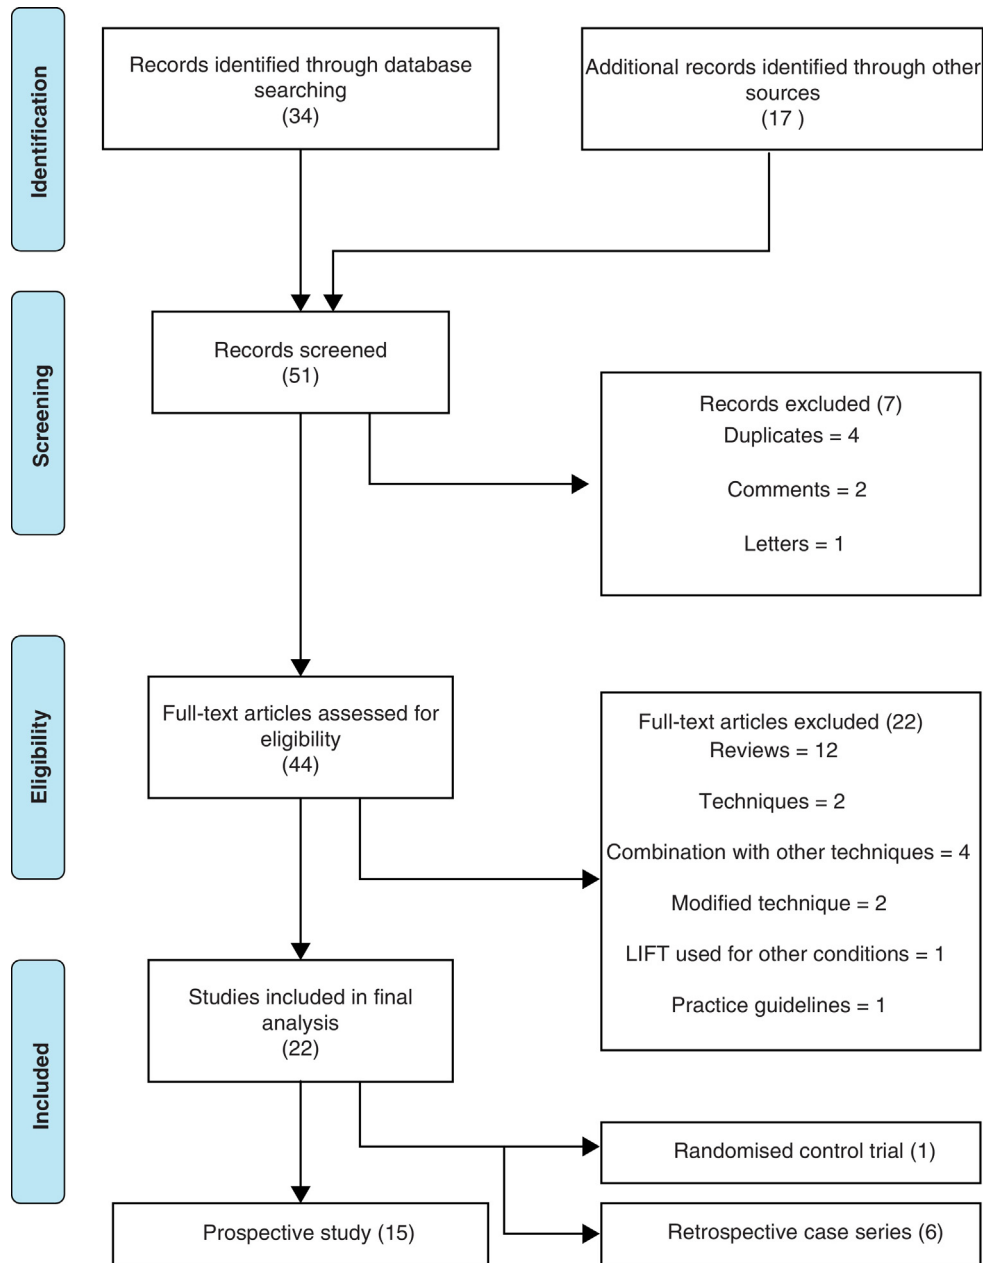 Identification
Records identified through database
searching
(34)
Additional records identified through other
sources
(17 )
Screening
Records screened
(51)
Records excluded (7)
Duplicates = 4
Comments = 2
Letters = 1
Eligibility
Full-text articles assessed for
eligibility
(44)
Full-text articles excluded (22)
Reviews = 12
Techniques = 2
Combination with other techniques = 4
Modified technique = 2
LIFT used for other conditions = 1
Practice guidelines = 1
Included
Studies included in final
analysis
(22)
Randomised control trial (1)
Prospective study (15)
Retrospective case series (6)